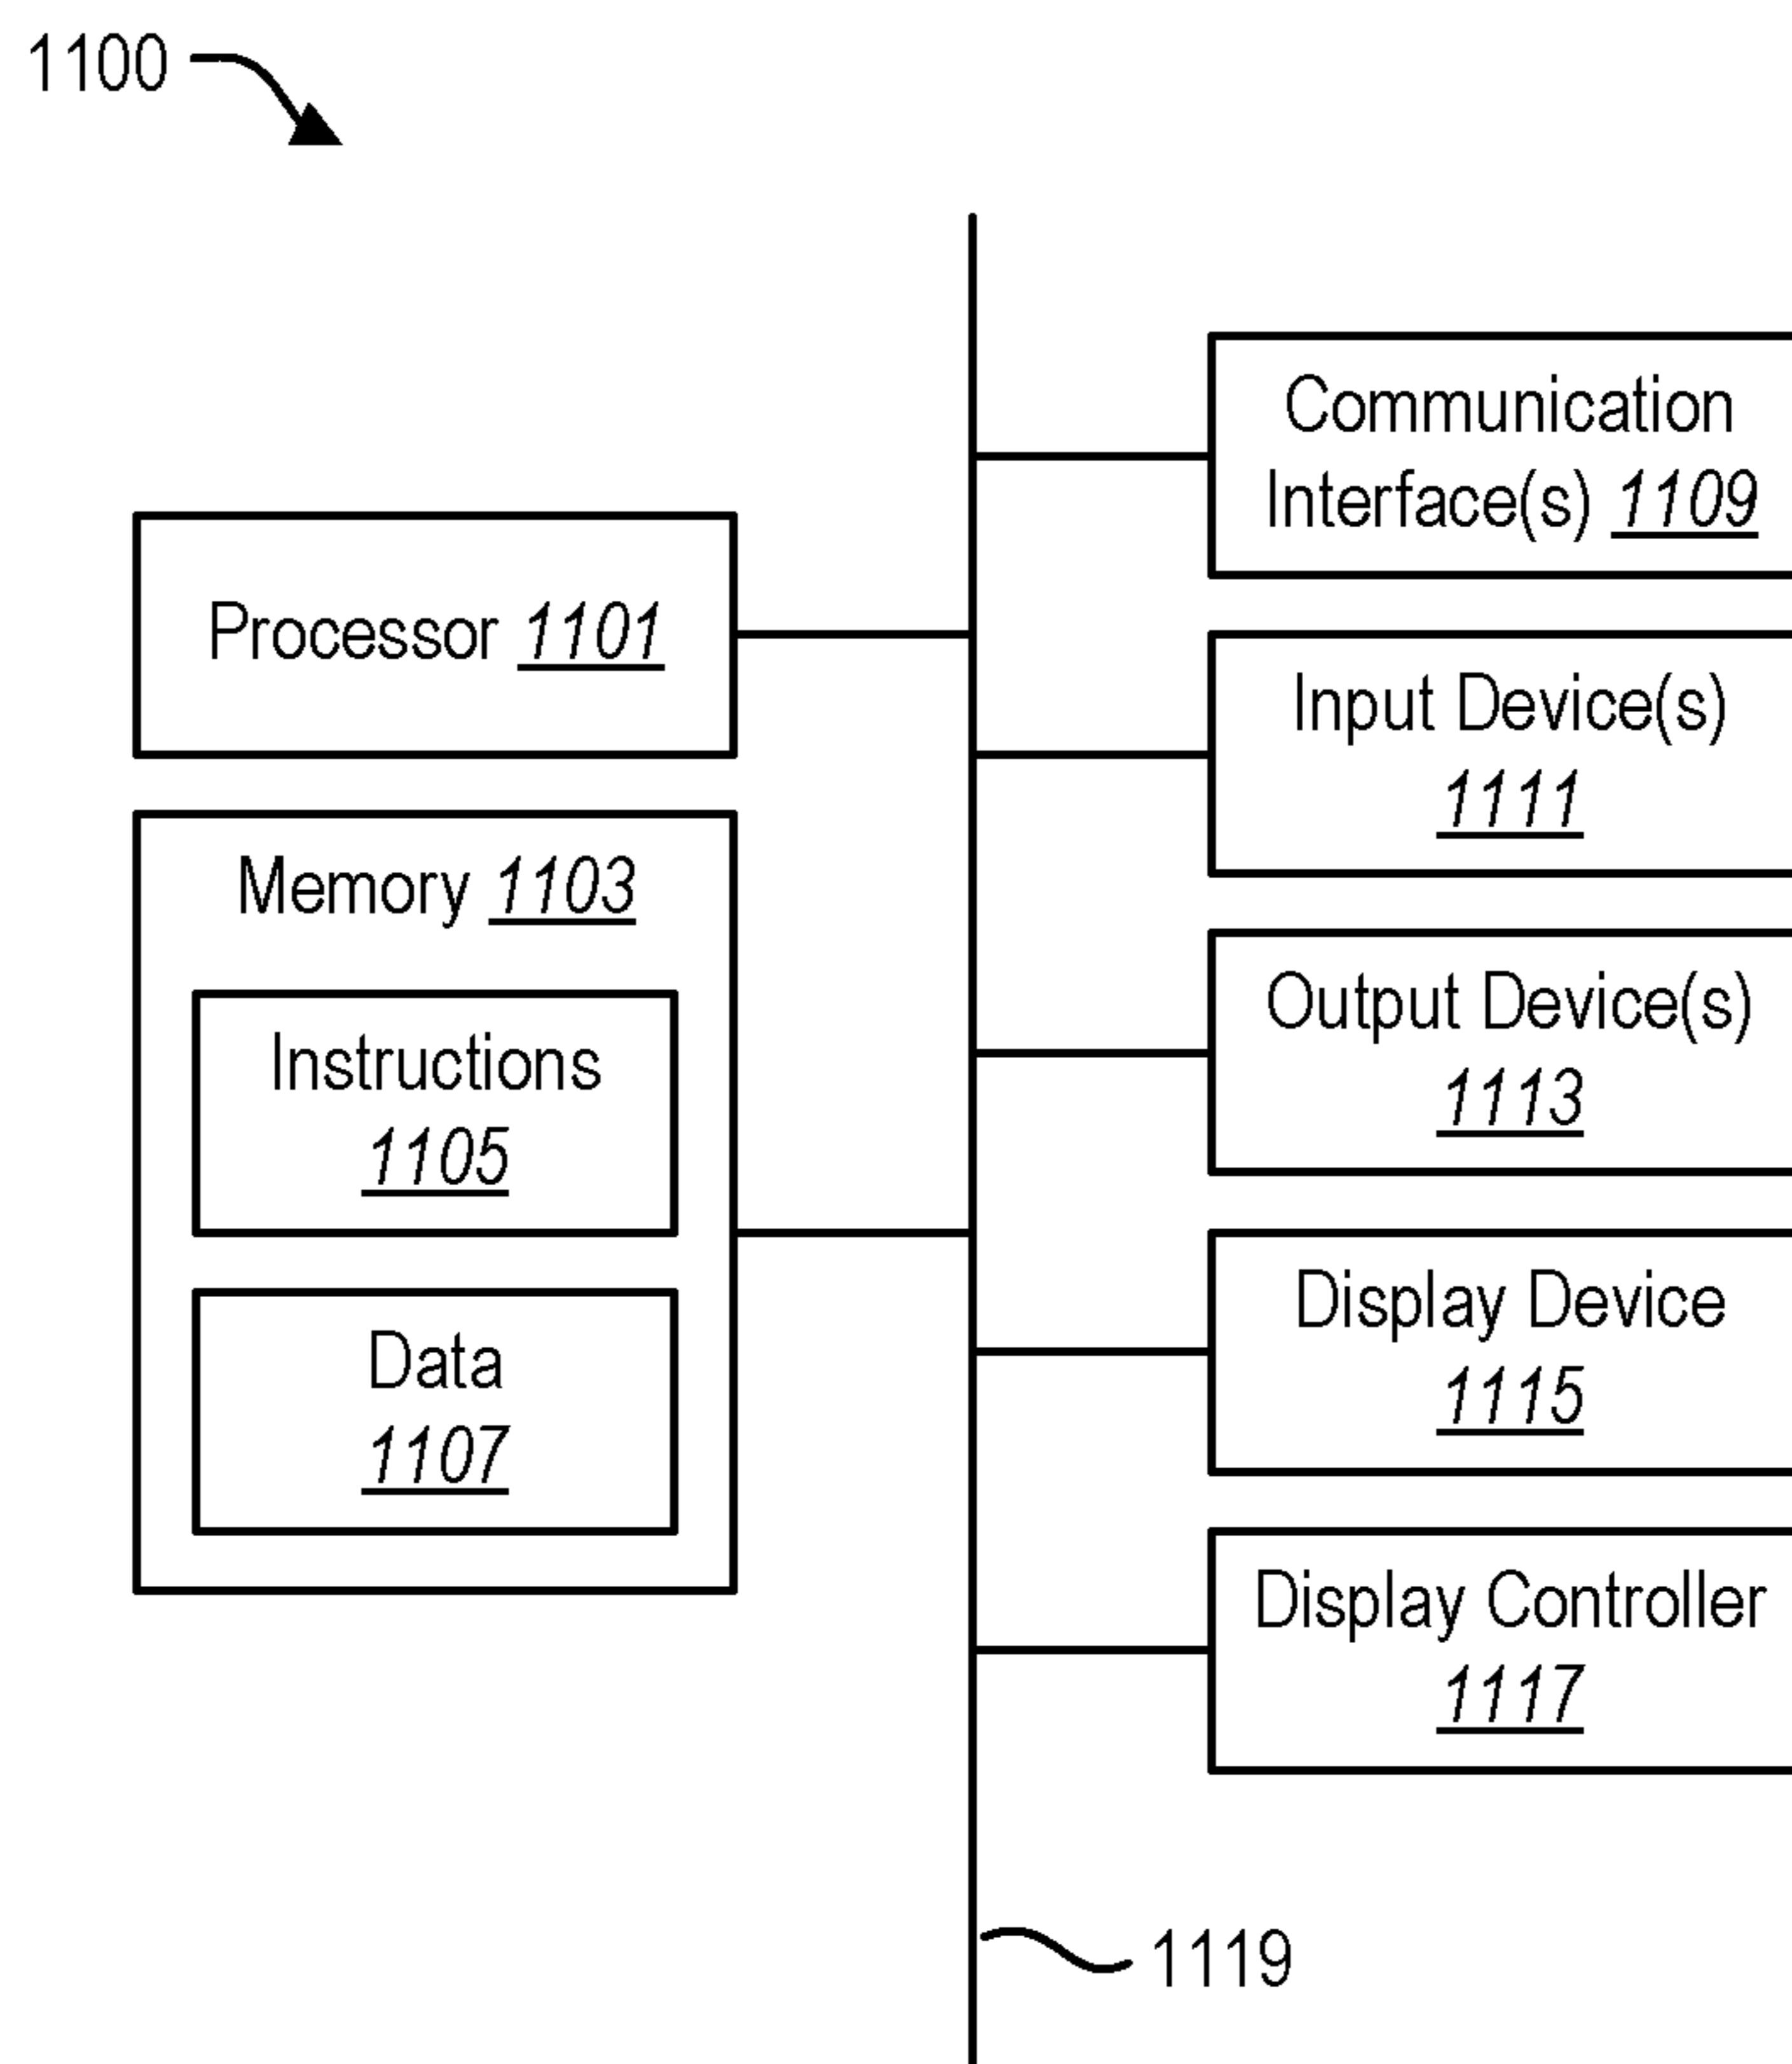 1100
Communication
Interface(s) 1109
Processor 1101
Input Device(s)
1111
Memory 1103
Instructions
1105
Data
1107
Output Device(s)
1113
Display Device
1115
Display Controller
1117
1119